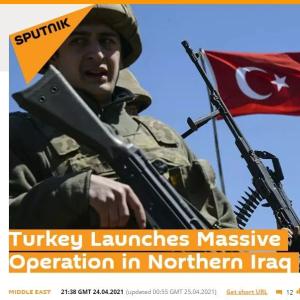 SPUTNIK
Turkey Launches Massive
Operation in Northern Iraq
MIDDLE EAST 21:38 GMT 24.04.2021 (updated 00:55 GMT 25.04.2021) Get short URL 12